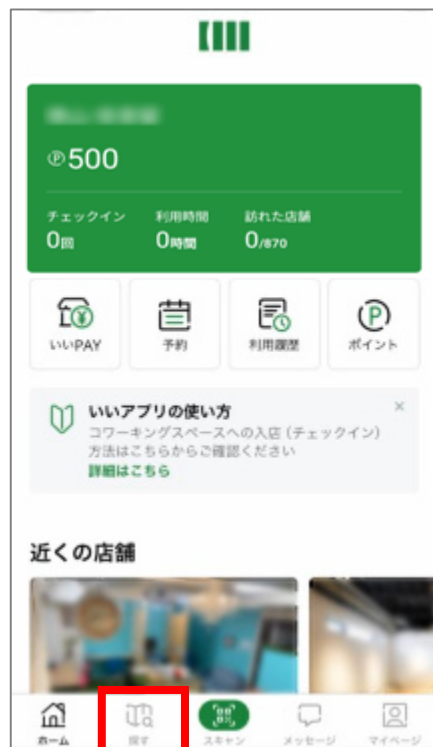 Ⓟ500
チェックイン 利用時間 訪れた店舗
0回 0時間 0/870
いいPAY 予約 利用履歴 ポイント
いいアプリの使い方 ×
コワーキングスペースへの入店（チェックイン）
方法はこちらからご確認ください
詳細はこちら
近くの店舗
ホーム 探す スキャン メッセージ マイページ